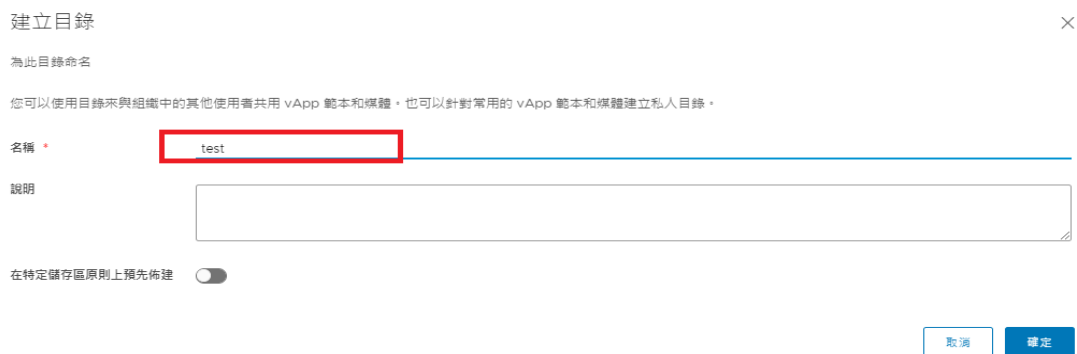 建立目錄
為此目錄命名
您可以使用目錄來與組織中的其他使用者共用 vApp 範本和媒體。也可以針對常用的 vApp 範本和媒體建立私人目錄。
名稱 * test
說明
在特定儲存區原則上預先佈建
取消 確定